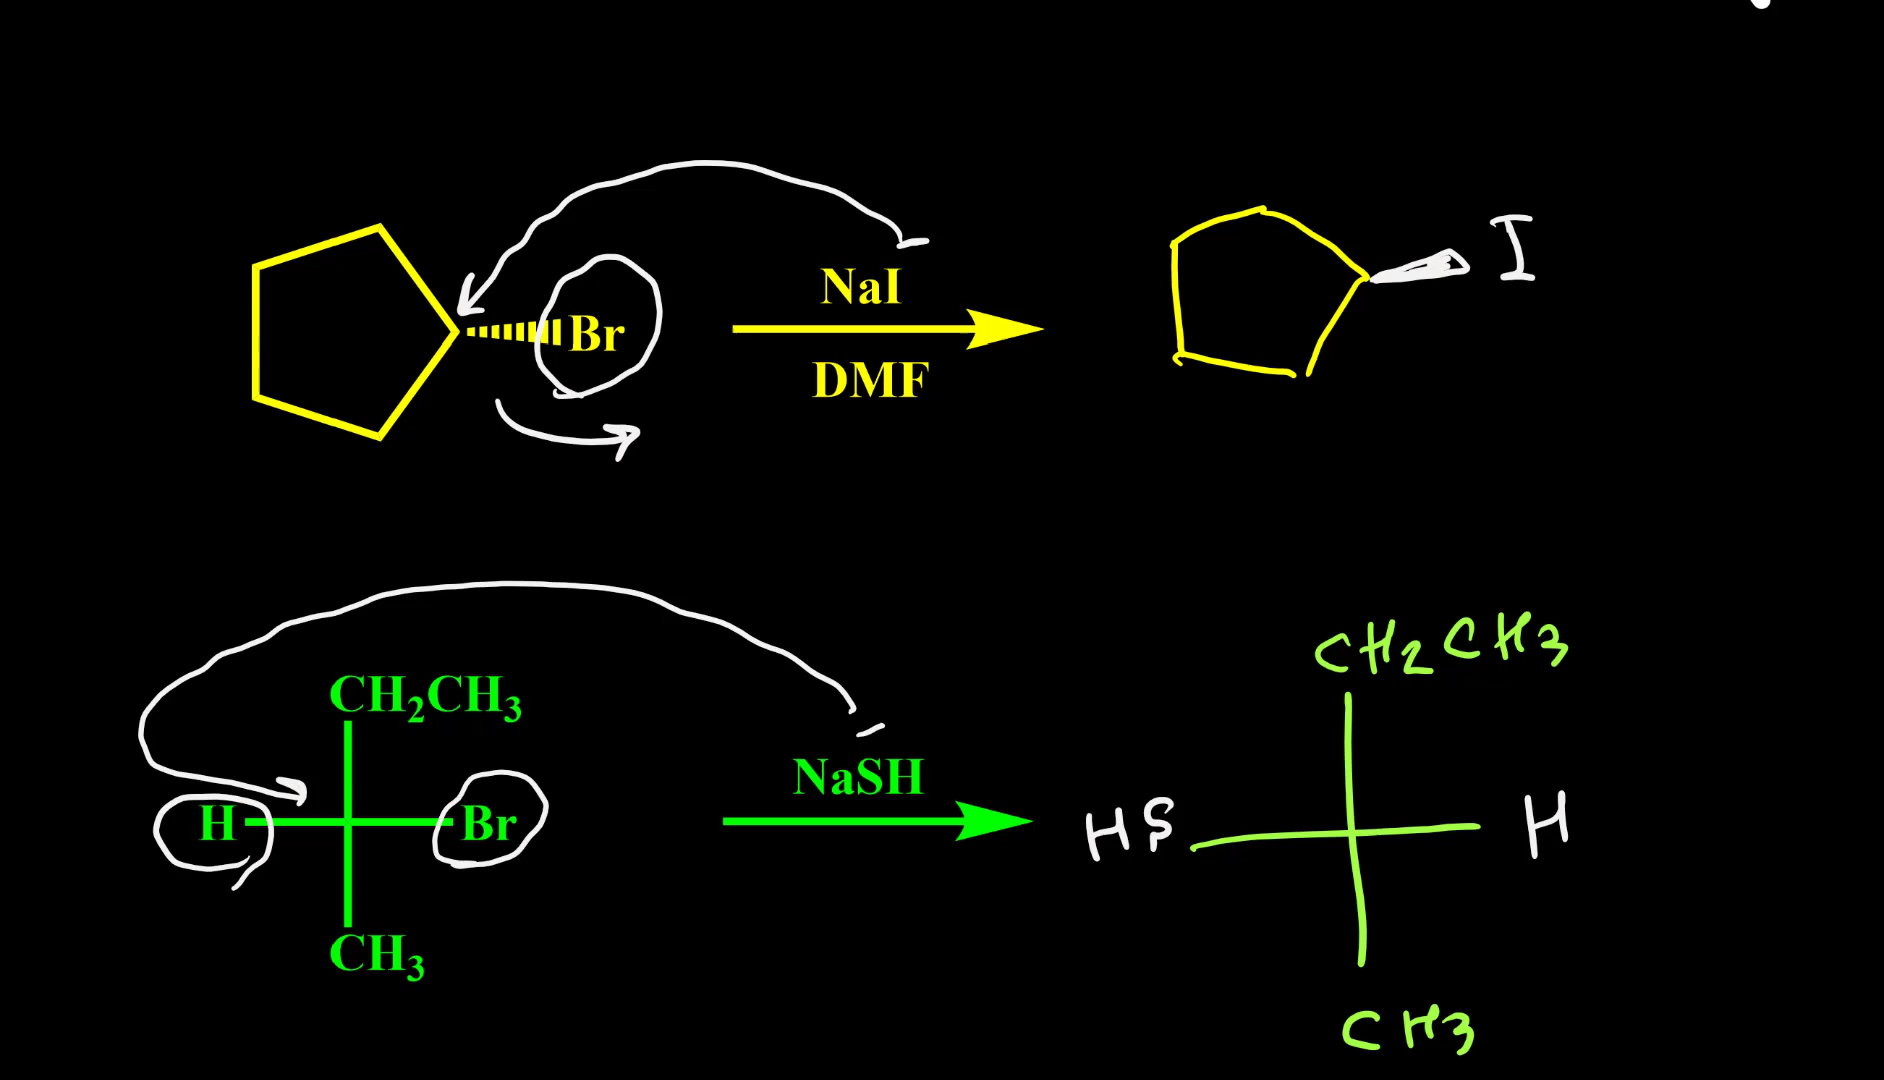 I
NaI
Br
DMF
CH2CH3
CH₂CH₃
NaSH
H Br
HS H
CH₃
CH3